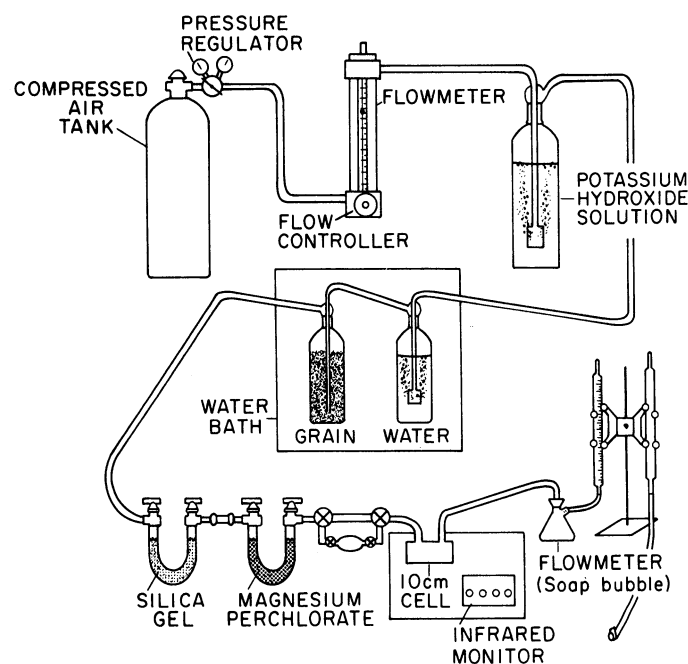 PRESSURE
REGULATOR
COMPRESSED
AIR
TANK
FLOWMETER
FLOW
CONTROLLER
POTASSIUM
HYDROXIDE
SOLUTION
WATER
BATH
GRAIN
WATER
SILICA
GEL
MAGNESIUM
PERCHLORATE
10cm
CELL
INFRARED
MONITOR
FLOWMETER
(Soap bubble)